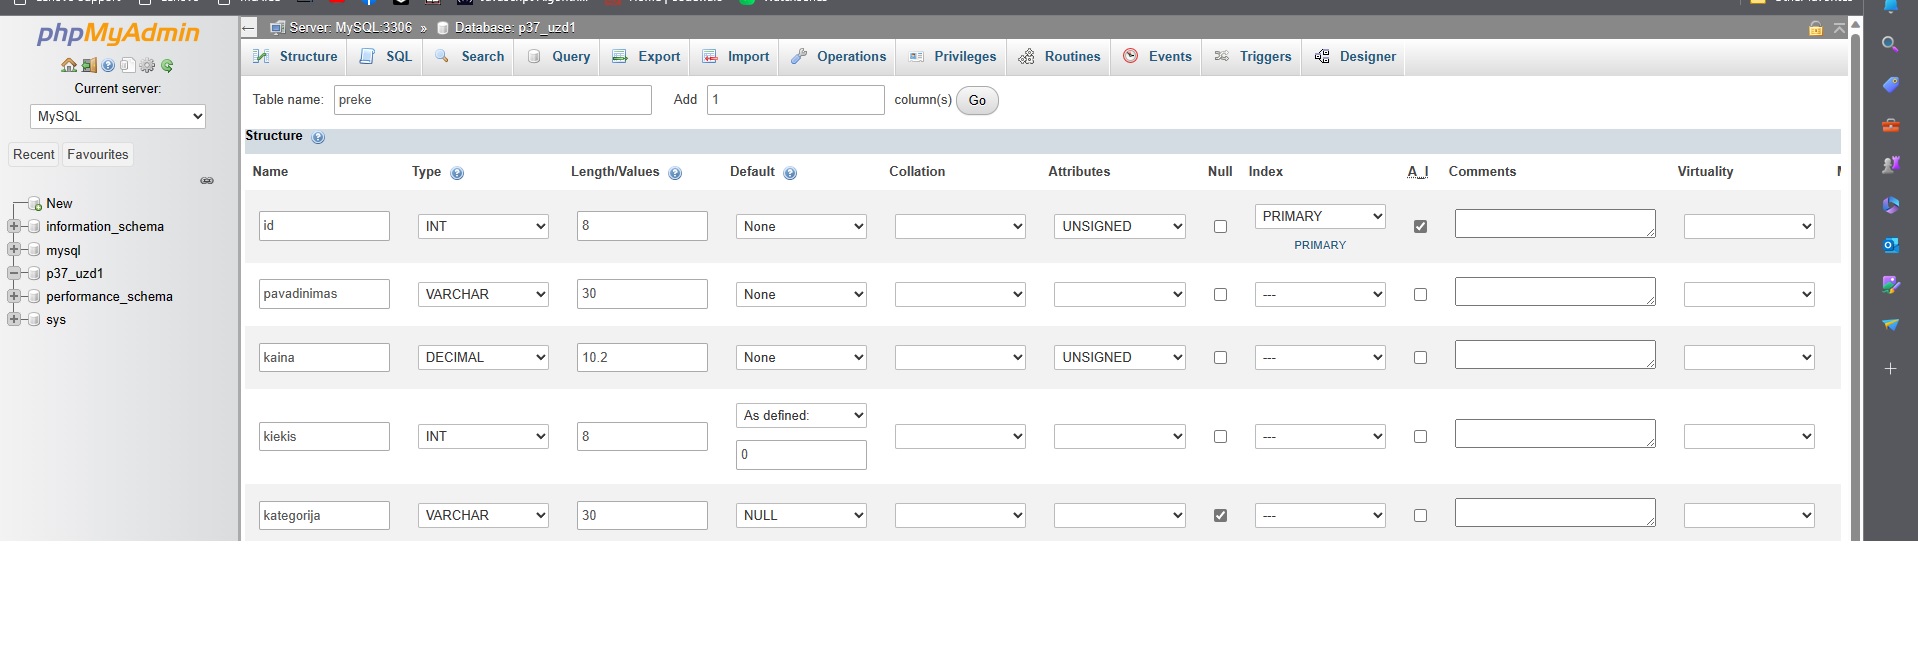 phpMyAdmin
Current server:
MySQL
Recent Favourites
New
information_schema
mysql
p37_uzd1
performance_schema
sys
Server: MySQL:3306 » Database: p37_uzd1
Structure SQL Search Query Export Import Operations Privileges Routines Events Triggers Designer
Table name: preke Add 1 column(s) Go
Structure
Name Type Length/Values Default Collation Attributes Null Index A_I Comments Virtuality
id INT 8 None UNSIGNED PRIMARY
PRIMARY
pavadinimas VARCHAR 30 None ---
kaina DECIMAL 10.2 None UNSIGNED ---
As defined:
kiekis INT 8 ---
0
kategorija VARCHAR 30 NULL ---